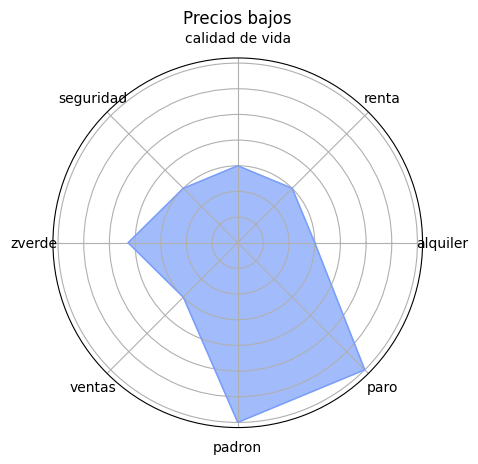 Precios bajos
calidad de vida
seguridad
renta
zverde
alquiler
ventas
paro
padron